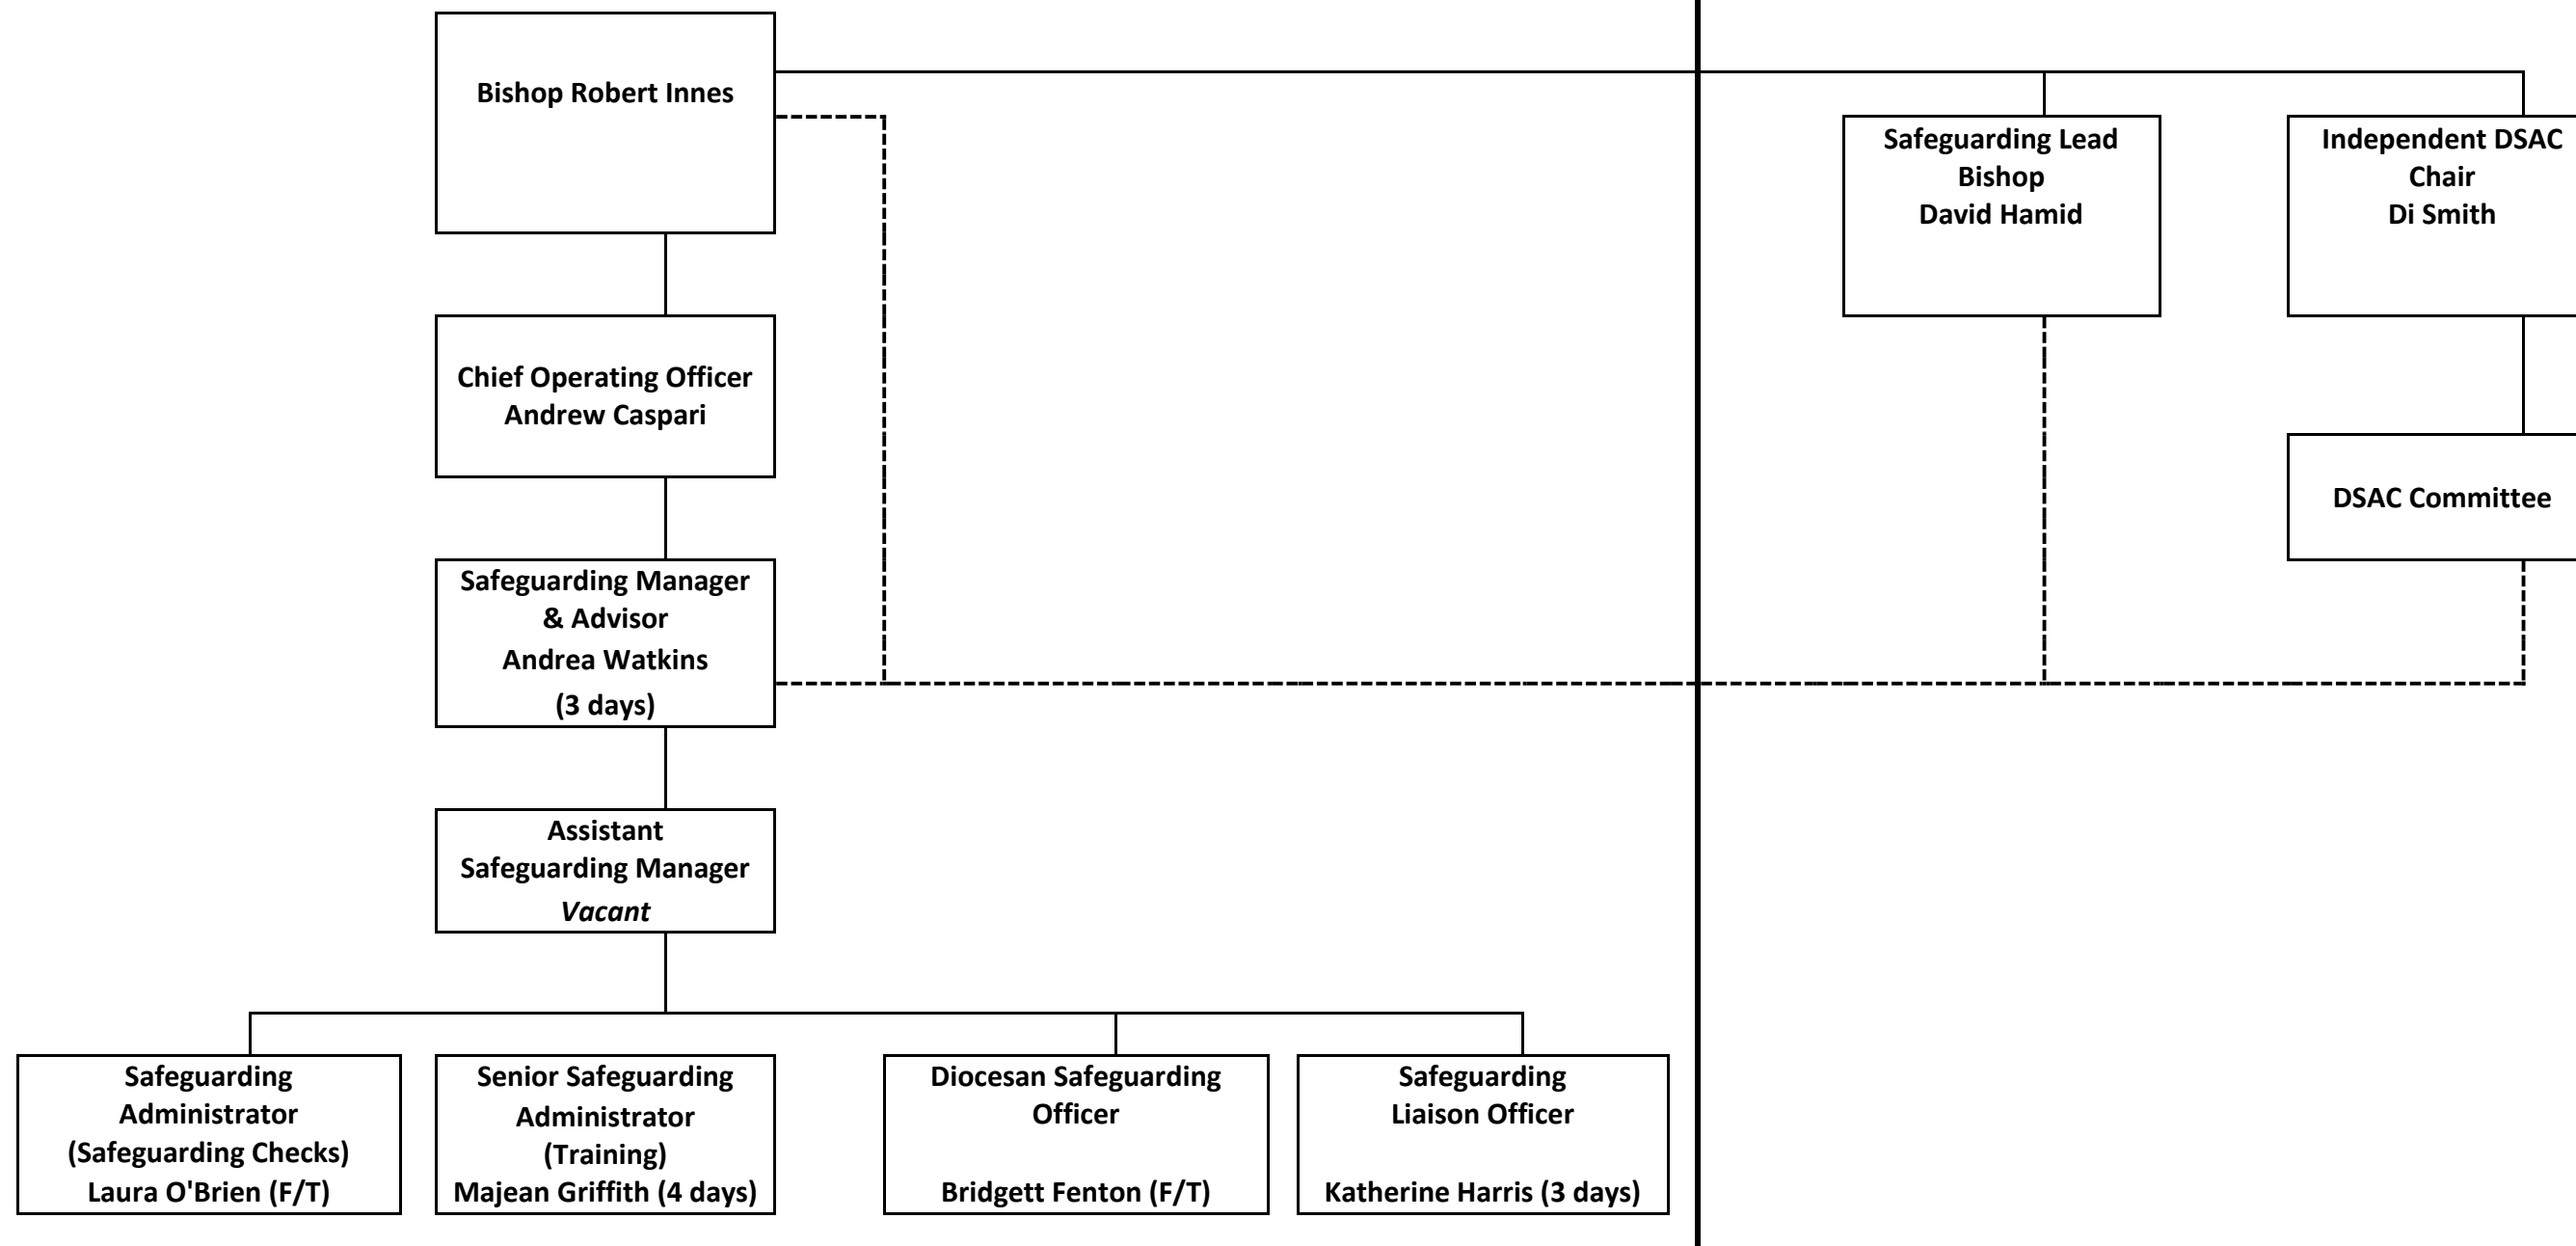 Bishop Robert Innes
Safeguarding Lead
Bishop
David Hamid
Independent DSAC
Chair
Di Smith
Chief Operating Officer
Andrew Caspari
DSAC Committee
Safeguarding Manager
& Advisor
Andrea Watkins
(3 days)
Assistant
Safeguarding Manager
Vacant
Safeguarding
Administrator
(Safeguarding Checks)
Laura O'Brien (F/T)
Senior Safeguarding
Administrator
(Training)
Majean Griffith (4 days)
Diocesan Safeguarding
Officer
Bridgett Fenton (F/T)
Safeguarding
Liaison Officer
Katherine Harris (3 days)